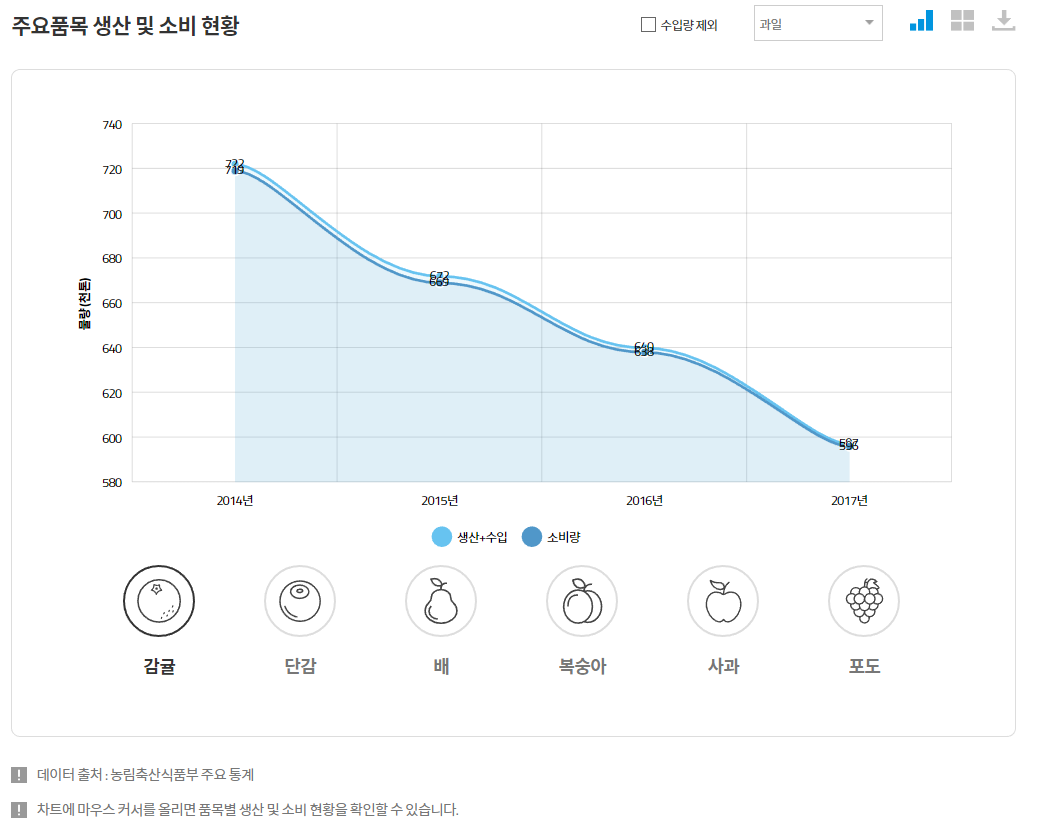 주요품목 생산 및 소비 현황
수입량 제외
과일
740
720
700
680
660
640
620
600
580
물량(천톤)
722
719
672
669
640
638
597
596
2014년
2015년
2016년
2017년
생산+수입
소비량
감귤
단감
배
복숭아
사과
포도
데이터 출처 : 농림축산식품부 주요 통계
차트에 마우스 커서를 올리면 품목별 생산 및 소비 현황을 확인할 수 있습니다.